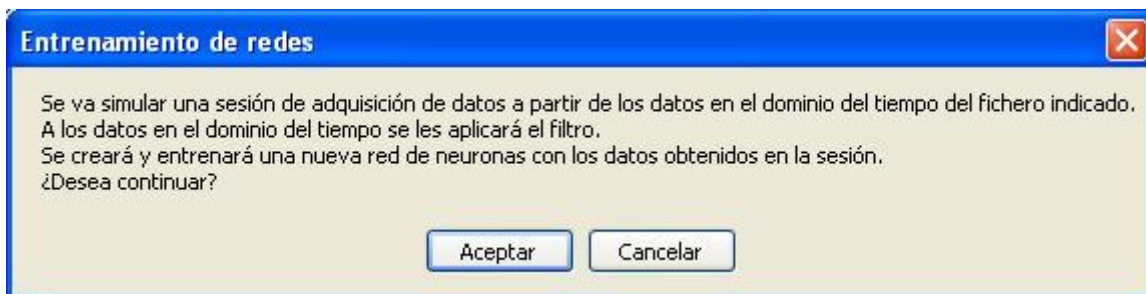 Entrenamiento de redes
Se va simular una sesión de adquisición de datos a partir de los datos en el dominio del tiempo del fichero indicado.
A los datos en el dominio del tiempo se les aplicará el filtro.
Se creará y entrenará una nueva red de neuronas con los datos obtenidos en la sesión.
¿Desea continuar?
Aceptar
Cancelar